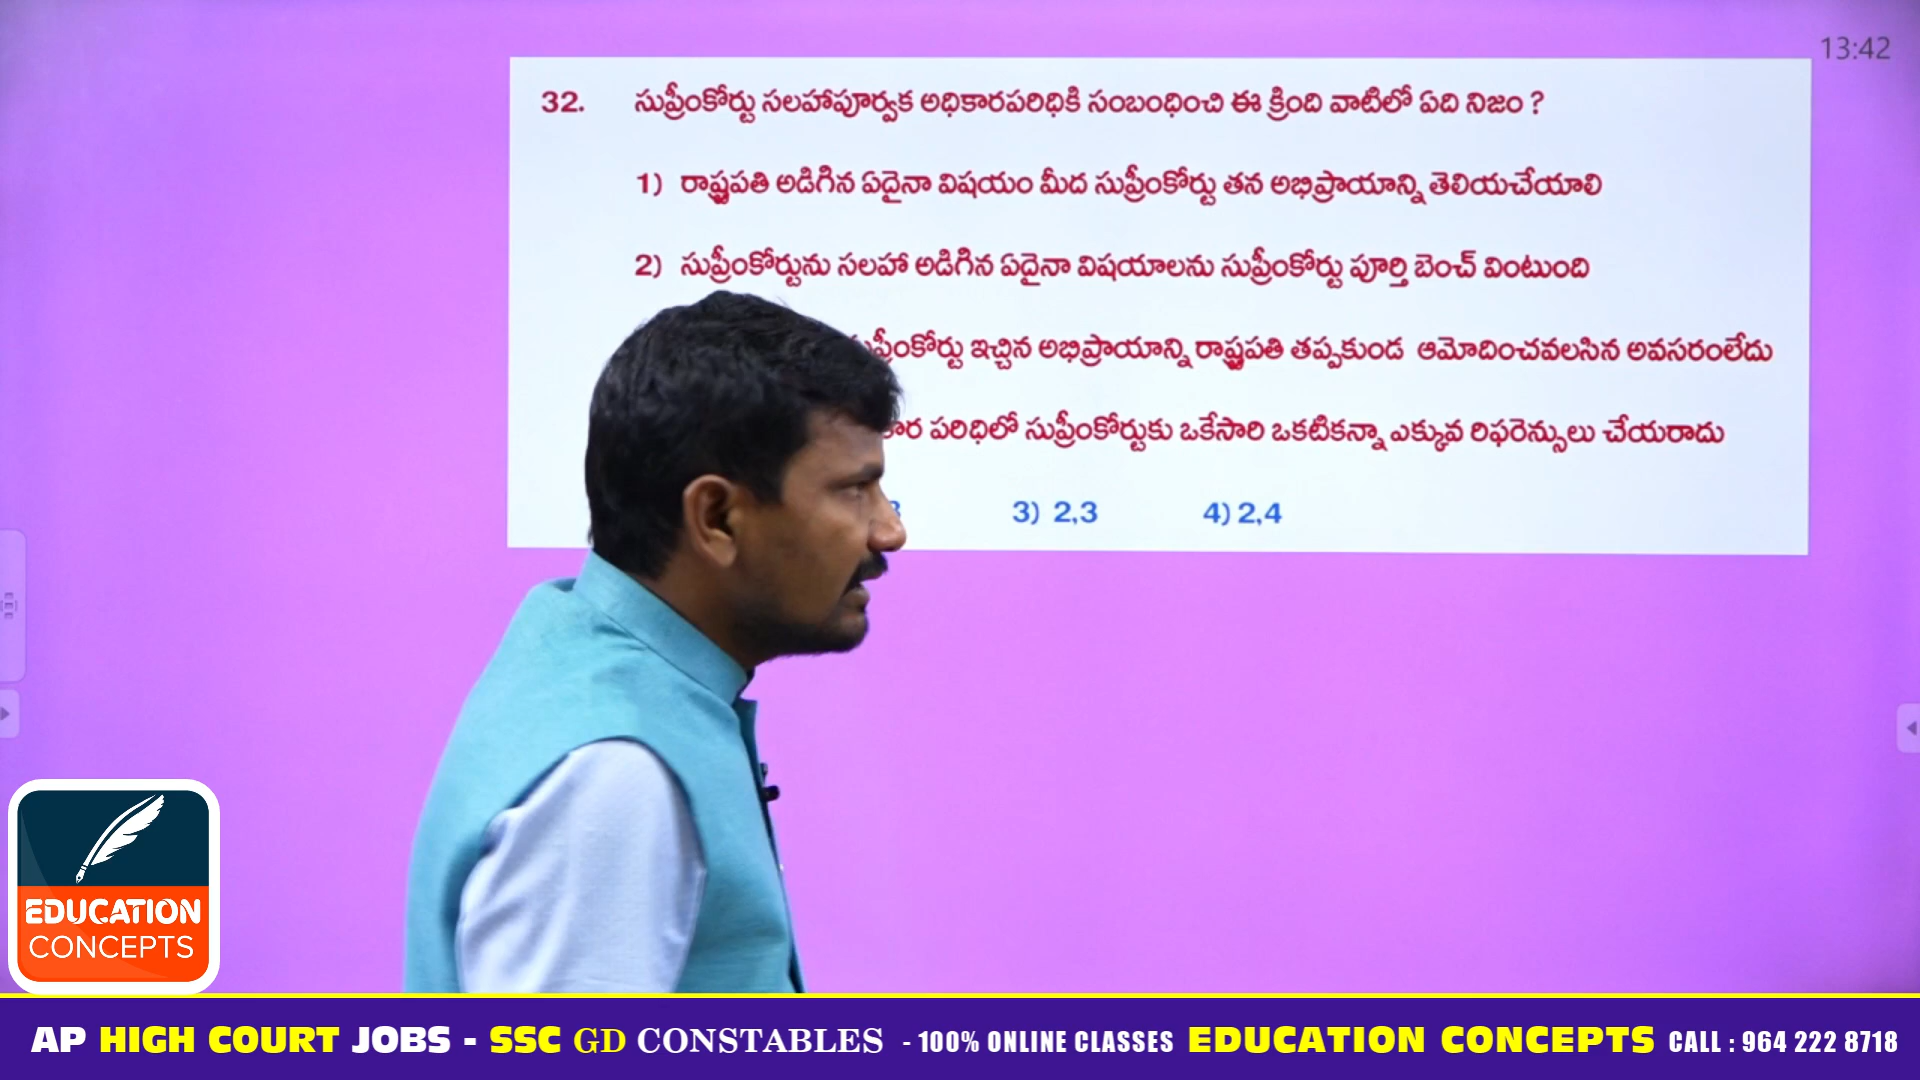 13:42
32. సుప్రీంకోర్టు సలహాపూర్వక అధికారపరిధికి సంబంధించి ఈ క్రింది వాటిలో ఏది నిజం ?
1) రాష్ట్రపతి అడిగిన ఏదైనా విషయం మీద సుప్రీంకోర్టు తన అభిప్రాయాన్ని తెలియచేయాలి
2) సుప్రీంకోర్టును సలహా అడిగిన ఏదైనా విషయాలను సుప్రీంకోర్టు పూర్తి బెంచ్ వింటుంది
ఇచ్చిన అభిప్రాయాన్ని రాష్ట్రపతి తప్పకుండ ఆమోదించవలసిన అవసరంలేదు
పరిధిలో సుప్రీంకోర్టుకు ఒకేసారి ఒకటికన్నా ఎక్కువ రిఫరెన్సులు చేయరాదు
3) 2,3 4) 2,4
EDUCATION
CONCEPTS
AP HIGH COURT JOBS - SSC GD CONSTABLES - 100% ONLINE CLASSES EDUCATION CONCEPTS CALL : 964 222 8718